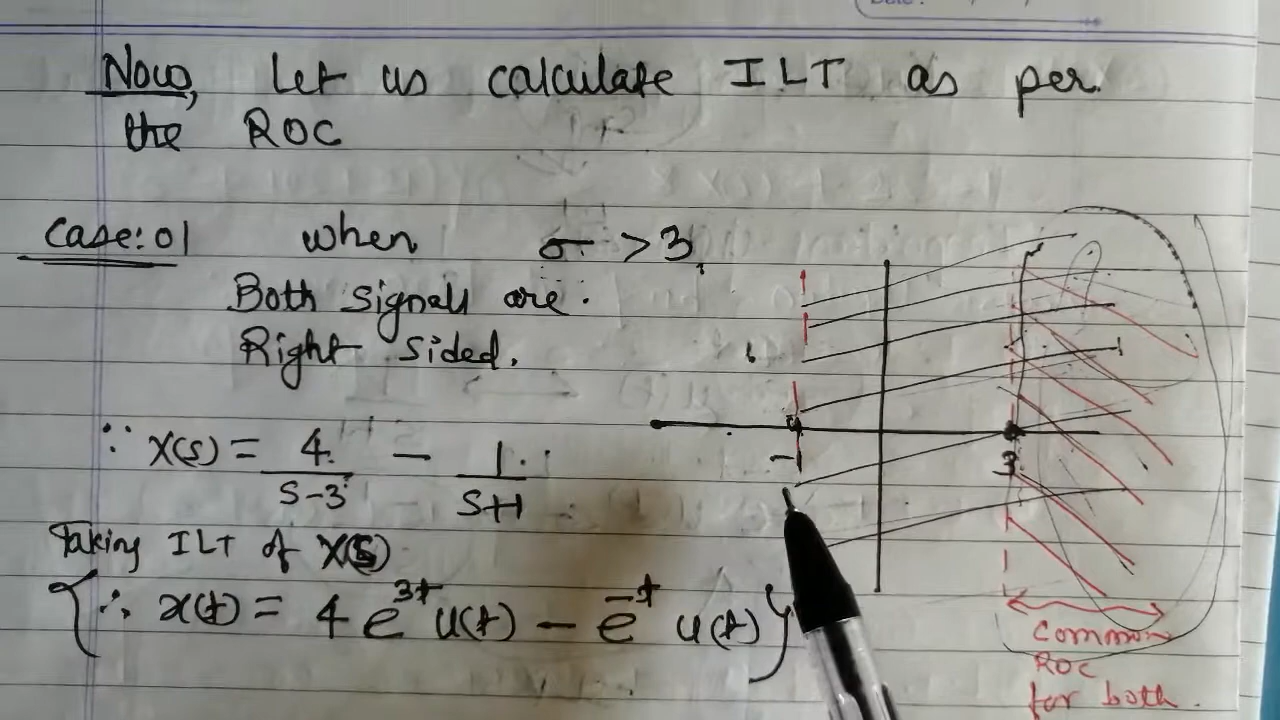 Now, Let us calculate ILT as per
the ROC
Case:01 when σ > 3,
Both signals are.
Right sided.
∵ X(s) = 4/(s-3) - 1/(s+1)
Taking ILT of X(s)
{∴ x(t) = 4 e^{3t} u(t) - e^{-t} u(t)}
-1
3
Common
ROC
for both.